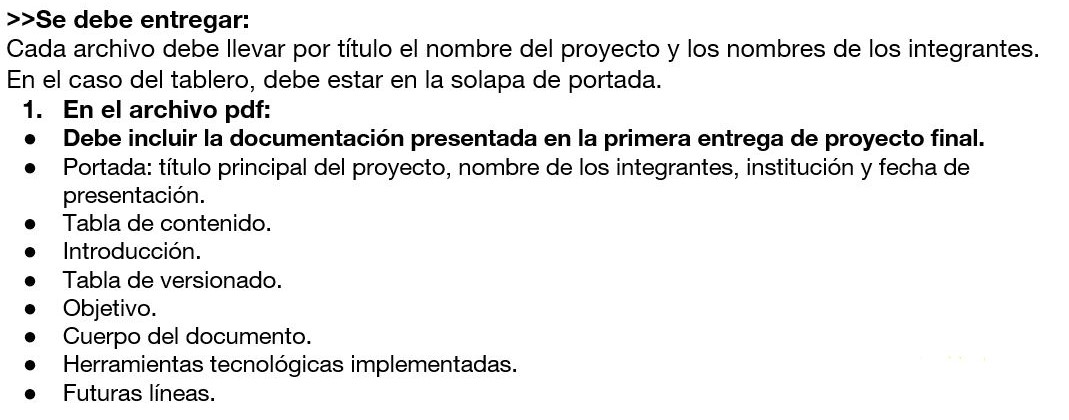 >>Se debe entregar:
Cada archivo debe llevar por título el nombre del proyecto y los nombres de los integrantes.
En el caso del tablero, debe estar en la solapa de portada.
1. En el archivo pdf:
● Debe incluir la documentación presentada en la primera entrega de proyecto final.
● Portada: título principal del proyecto, nombre de los integrantes, institución y fecha de
presentación.
● Tabla de contenido.
● Introducción.
● Tabla de versionado.
● Objetivo.
● Cuerpo del documento.
● Herramientas tecnológicas implementadas.
● Futuras líneas.